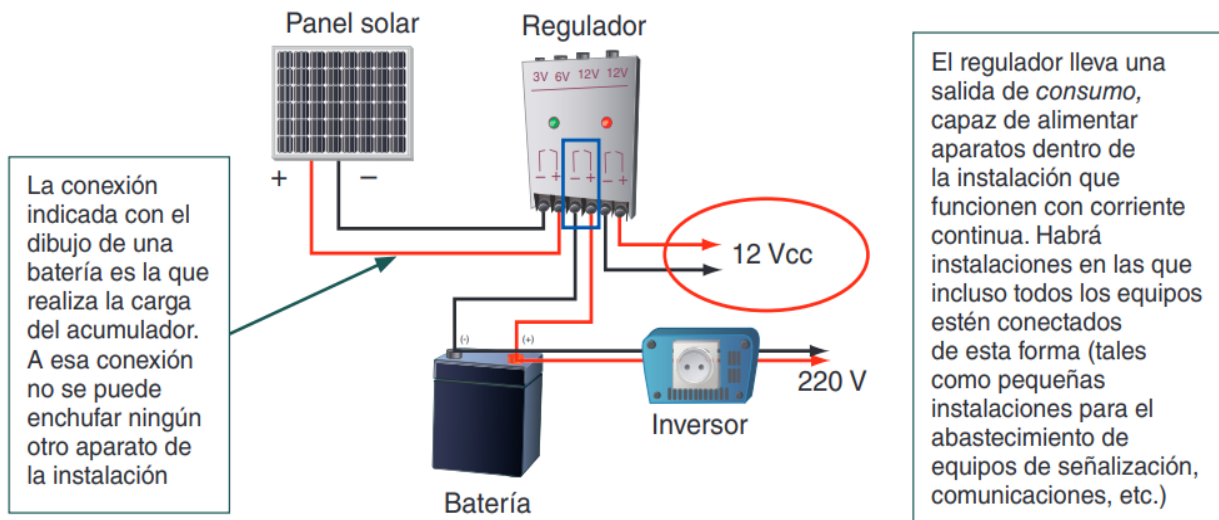 Panel solar
Regulador
3V 6V 12V 12V
+ −
− + − + − +
La conexión
indicada con el
dibujo de una
batería es la que
realiza la carga
del acumulador.
A esa conexión
no se puede
enchufar ningún
otro aparato de
la instalación
12 Vcc
(-) (+)
220 V
Inversor
Batería
El regulador lleva una
salida de consumo,
capaz de alimentar
aparatos dentro de
la instalación que
funcionen con corriente
continua. Habrá
instalaciones en las que
incluso todos los equipos
estén conectados
de esta forma (tales
como pequeñas
instalaciones para el
abastecimiento de
equipos de señalización,
comunicaciones, etc.)